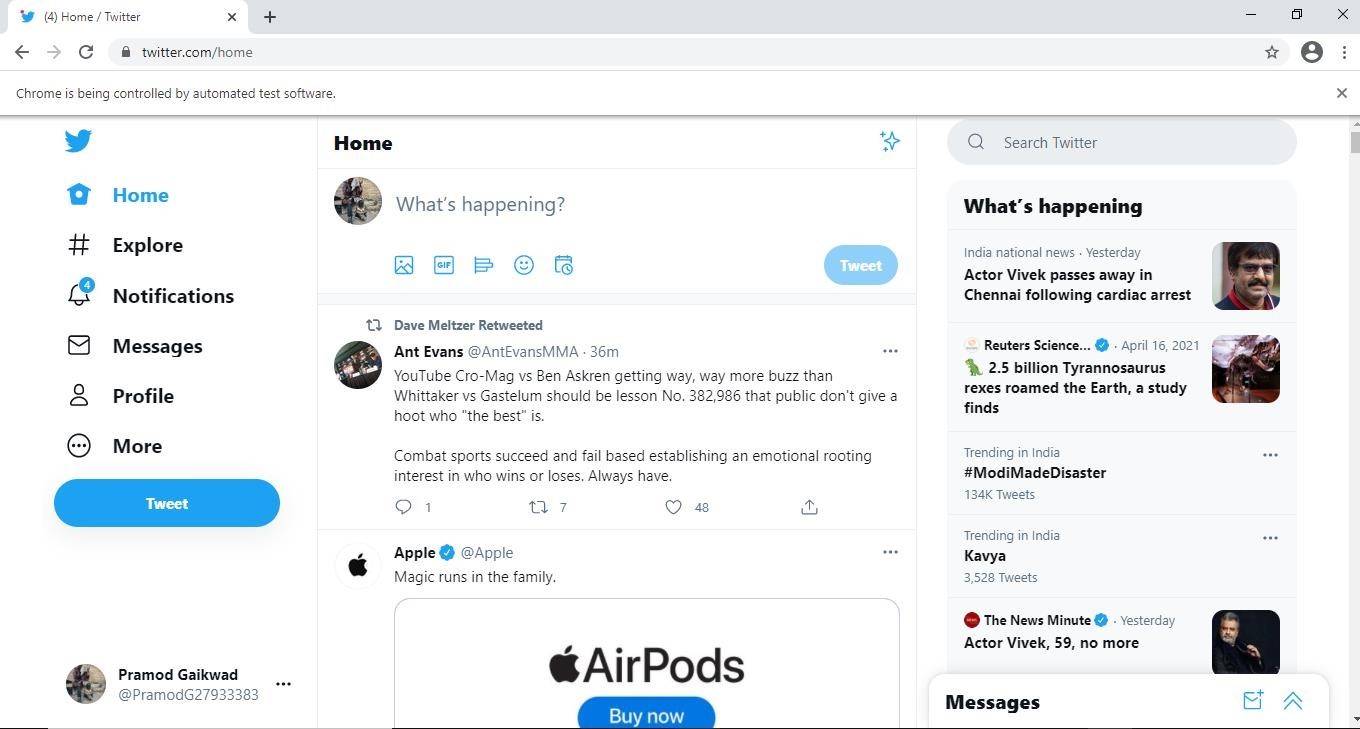 (4) Home / Twitter
twitter.com/home
Chrome is being controlled by automated test software.
Home
Explore
4
Notifications
Messages
Profile
More
Tweet
Pramod Gaikwad
@PramodG27933383
Home
What's happening?
GIF
Tweet
Dave Meltzer Retweeted
Ant Evans @AntEvansMMA · 36m
YouTube Cro-Mag vs Ben Askren getting way, way more buzz than
Whittaker vs Gastelum should be lesson No. 382,986 that public don't give a
hoot who "the best" is.
Combat sports succeed and fail based establishing an emotional rooting
interest in who wins or loses. Always have.
1 7 48
Apple @Apple
Magic runs in the family.
AirPods
Buy now
Search Twitter
What's happening
India national news · Yesterday
Actor Vivek passes away in
Chennai following cardiac arrest
Reuters Science... · April 16, 2021
🦖 2.5 billion Tyrannosaurus
rexes roamed the Earth, a study
finds
Trending in India
#ModiMadeDisaster
134K Tweets
Trending in India
Kavya
3,528 Tweets
The News Minute · Yesterday
Actor Vivek, 59, no more
Messages